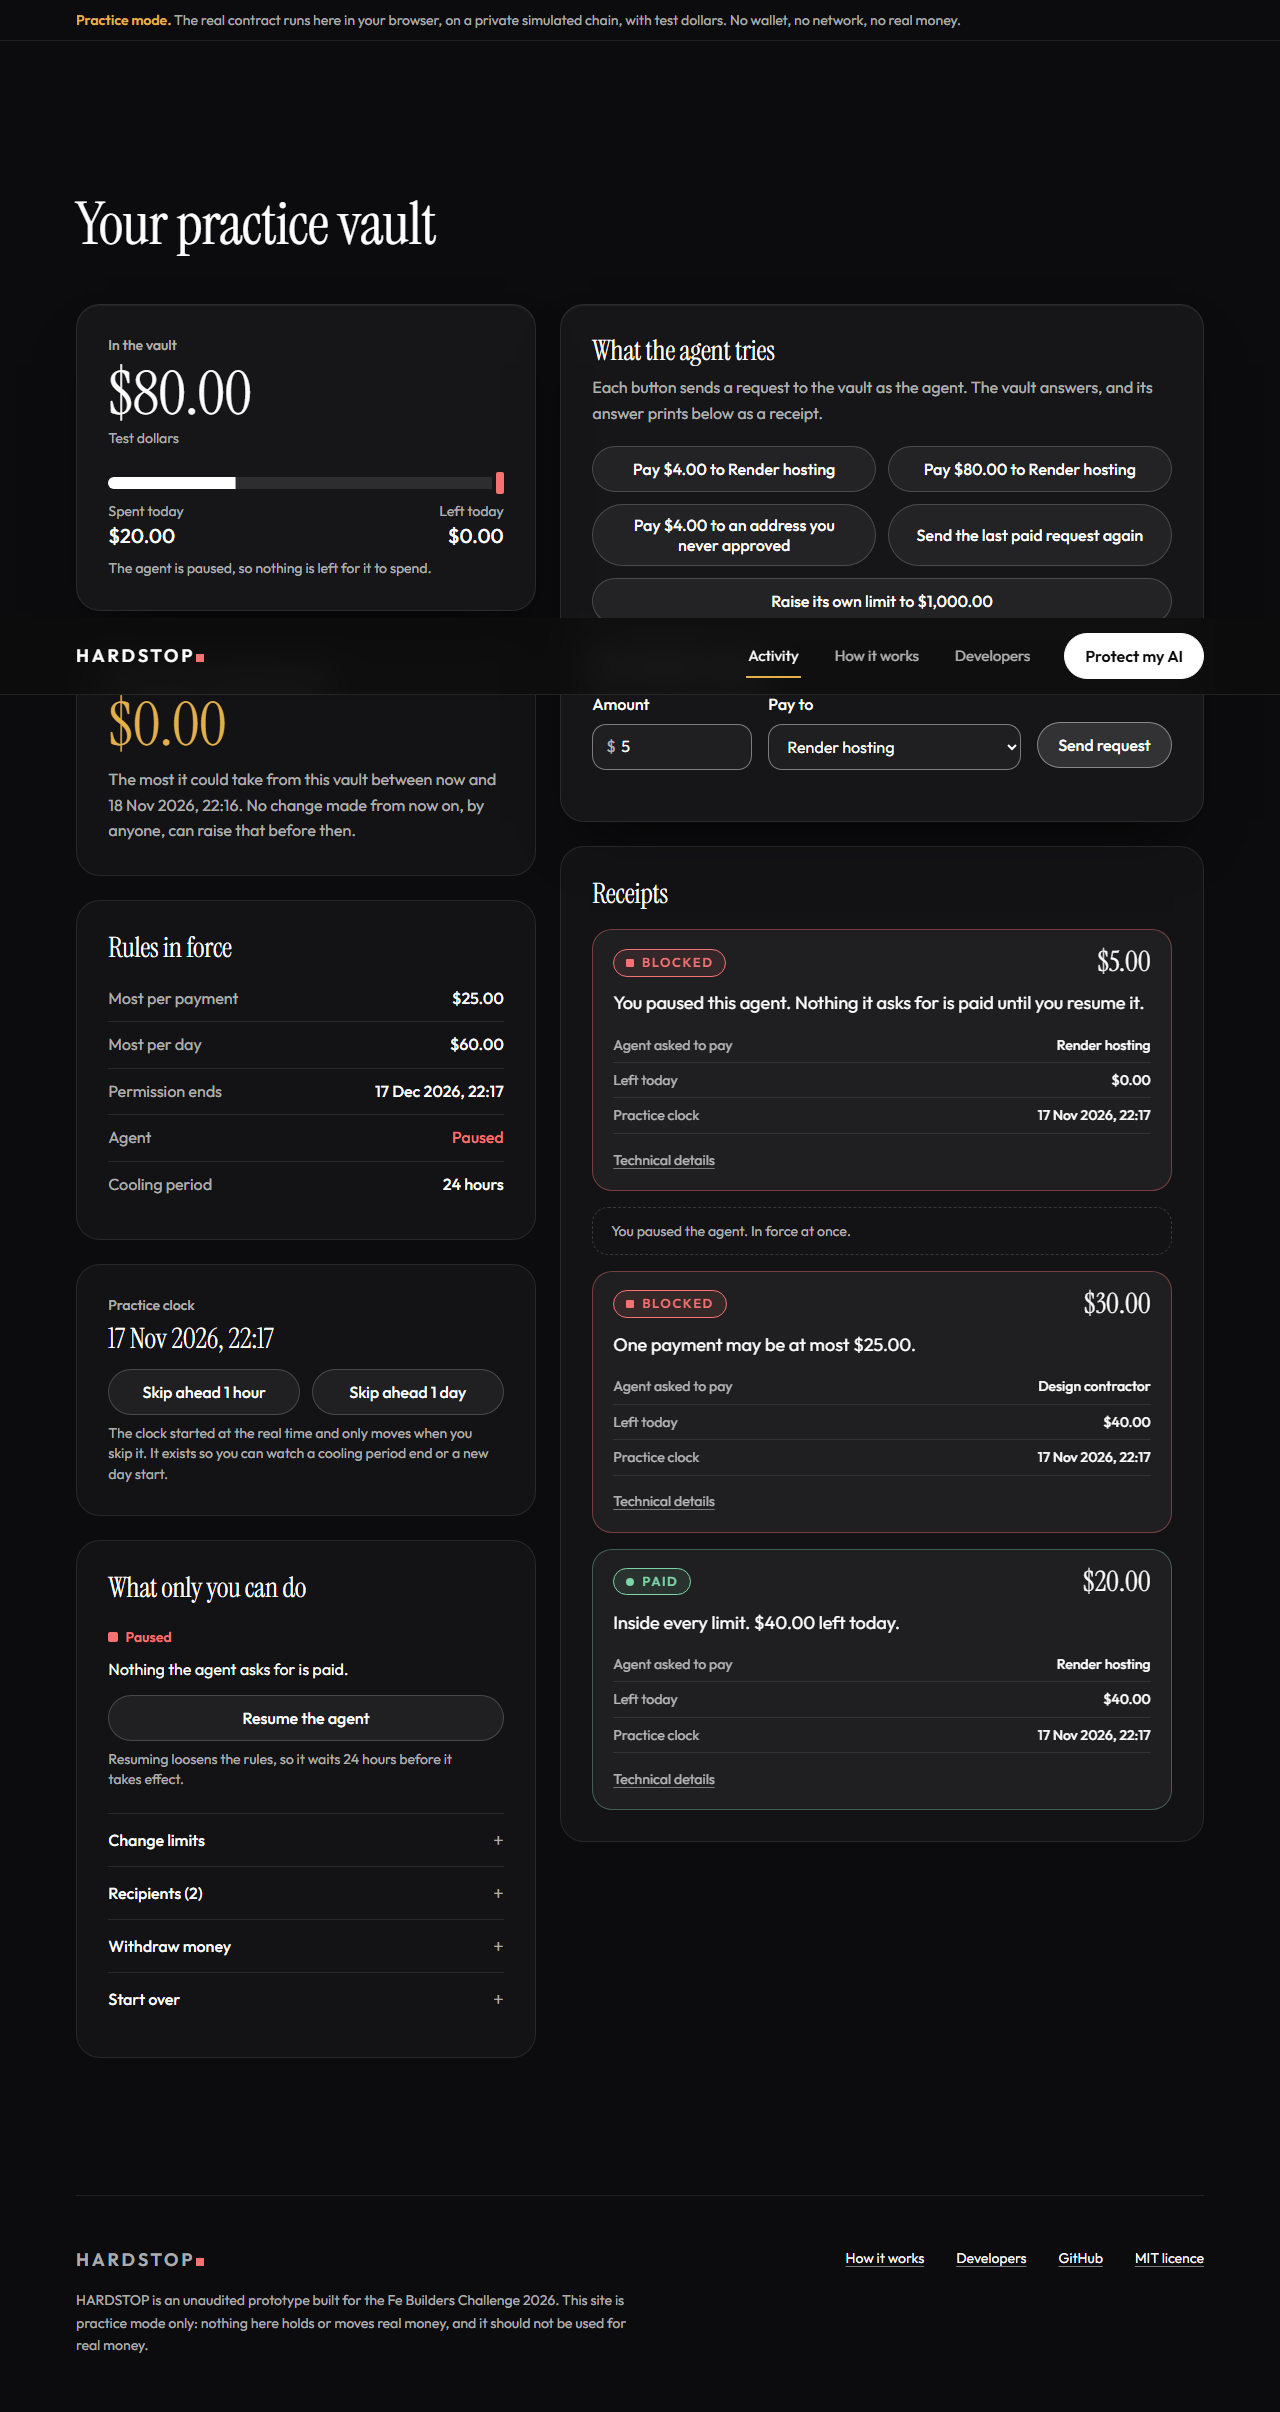 Practice mode. The real contract runs here in your browser, on a private simulated chain, with test dollars. No wallet, no network, no real money.
Your practice vault
In the vault
$80.00
Test dollars
Spent today
Left today
$20.00
$0.00
The agent is paused, so nothing is left for it to spend.
What the agent tries
Each button sends a request to the vault as the agent. The vault answers, and its
answer prints below as a receipt.
Pay $4.00 to Render hosting
Pay $80.00 to Render hosting
Pay $4.00 to an address you
never approved
Send the last paid request again
Raise its own limit to $1,000.00
HARDSTOP
Activity
How it works
Developers
Protect my AI
$0.00
The most it could take from this vault between now and
18 Nov 2026, 22:16. No change made from now on, by
anyone, can raise that before then.
Amount
Pay to
$ 5
Render hosting
Send request
Rules in force
Most per payment
$25.00
Most per day
$60.00
Permission ends
17 Dec 2026, 22:17
Agent
Paused
Cooling period
24 hours
Practice clock
17 Nov 2026, 22:17
Skip ahead 1 hour
Skip ahead 1 day
The clock started at the real time and only moves when you
skip it. It exists so you can watch a cooling period end or a new
day start.
What only you can do
Paused
Nothing the agent asks for is paid.
Resume the agent
Resuming loosens the rules, so it waits 24 hours before it
takes effect.
Change limits +
Recipients (2) +
Withdraw money +
Start over +
Receipts
BLOCKED
$5.00
You paused this agent. Nothing it asks for is paid until you resume it.
Agent asked to pay
Render hosting
Left today
$0.00
Practice clock
17 Nov 2026, 22:17
Technical details
You paused the agent. In force at once.
BLOCKED
$30.00
One payment may be at most $25.00.
Agent asked to pay
Design contractor
Left today
$40.00
Practice clock
17 Nov 2026, 22:17
Technical details
PAID
$20.00
Inside every limit. $40.00 left today.
Agent asked to pay
Render hosting
Left today
$40.00
Practice clock
17 Nov 2026, 22:17
Technical details
HARDSTOP
How it works
Developers
GitHub
MIT licence
HARDSTOP is an unaudited prototype built for the Fe Builders Challenge 2026. This site is
practice mode only: nothing here holds or moves real money, and it should not be used for
real money.